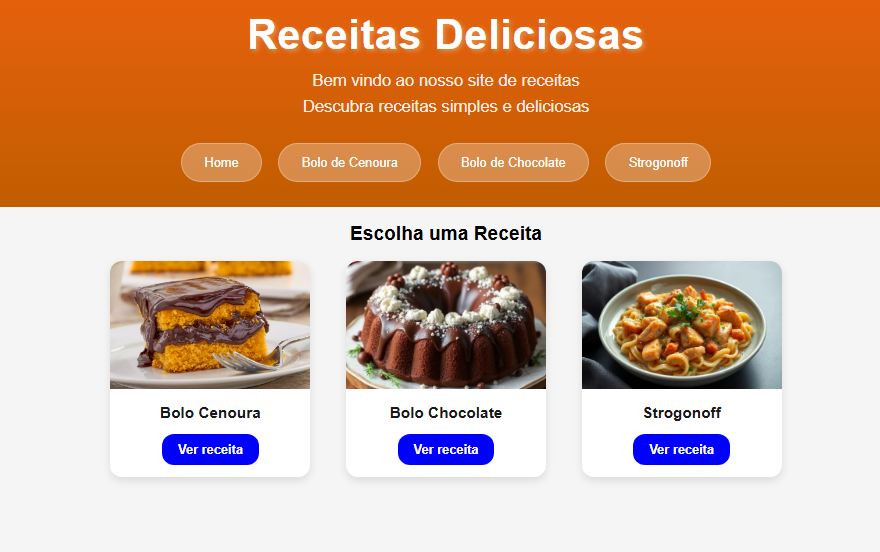 Receitas Deliciosas
Bem vindo ao nosso site de receitas
Descubra receitas simples e deliciosas
Home
Bolo de Cenoura
Bolo de Chocolate
Strogonoff
Escolha uma Receita
Bolo Cenoura
Bolo Chocolate
Strogonoff
Ver receita
Ver receita
Ver receita